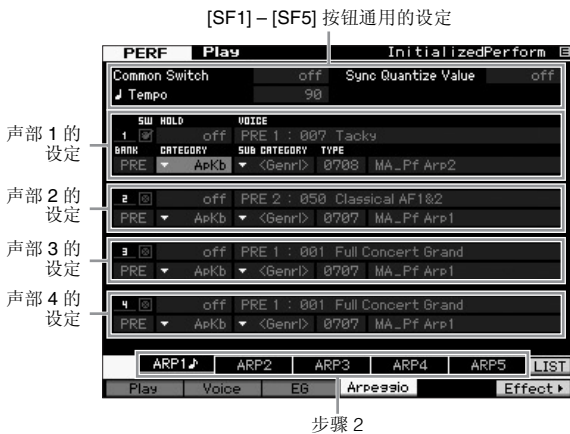 [SF1] – [SF5] 按钮通用的设定
PERF Play InitializedPerform
Common Switch off Sync Quantize Value off
♩ Tempo 90
声部 1 的
设定
SW HOLD VOICE
1 off PRE 1 : 007 Tacky
BANK CATEGORY SUB CATEGORY TYPE
PRE ApKb <Genrl> 0708 MA_Pf Arp2
声部 2 的
设定
2 off PRE 2 : 050 Classical AF1&2
PRE ApKb <Genrl> 0707 MA_Pf Arp1
声部 3 的
设定
3 off PRE 1 : 001 Full Concert Grand
PRE ApKb <Genrl> 0707 MA_Pf Arp1
声部 4 的
设定
4 off PRE 1 : 001 Full Concert Grand
PRE ApKb <Genrl> 0707 MA_Pf Arp1
ARP1♪ ARP2 ARP3 ARP4 ARP5 LIST
Play Voice EG Arpeggio Effect
步骤 2